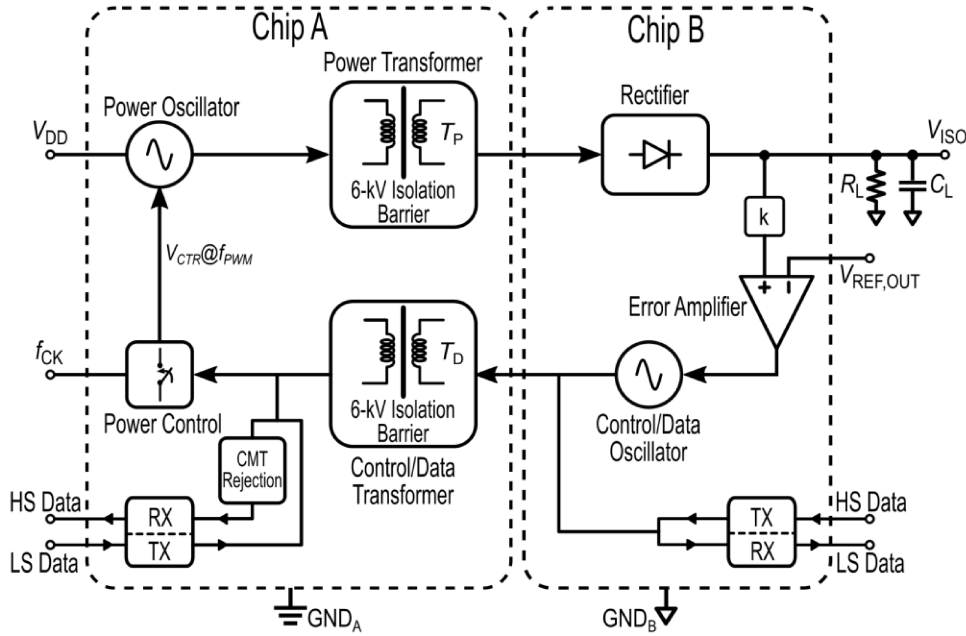 Chip A
Chip B
Power Transformer
Power Oscillator
Rectifier
V_DD
T_P
V_ISO
6-kV Isolation
Barrier
R_L
C_L
k
V_CTR@f_PWM
V_REF,OUT
+
–
Error Amplifier
f_CK
T_D
6-kV Isolation
Barrier
Power Control
Control/Data
Oscillator
Control/Data
Transformer
CMT
Rejection
HS Data
RX
TX
LS Data
TX
RX
HS Data
LS Data
GND_A
GND_B